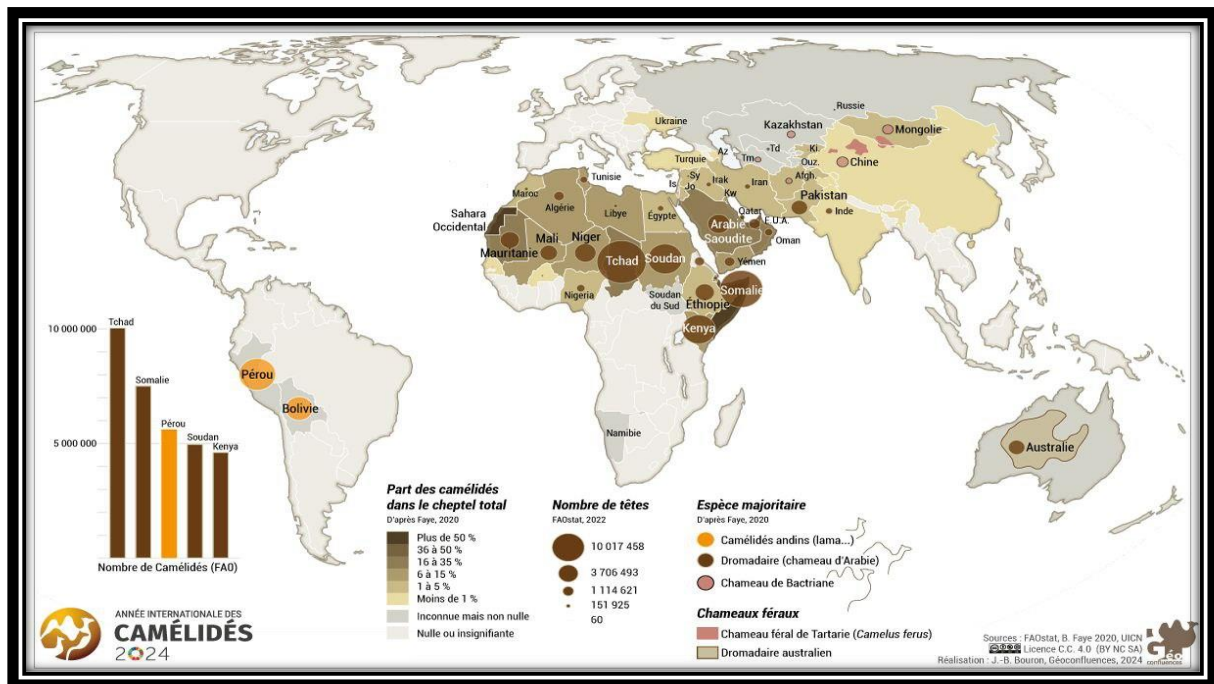 Russie
Kazakhstan
Mongolie
Ukraine
Az
Td
Ki
Tm
Ouz.
Chine
Turquie
Tunisie
Sy
Irak
Iran
Afgh.
Is
Jo
Kw
Pakistan
Maroc
Algérie
Libye
Égypte
Qatar
É.U.A.
Inde
Sahara
Occidental
Arabie
Saoudite
Oman
Mali
Niger
Mauritanie
Tchad
Soudan
Yémen
Nigeria
Soudan
du Sud
Éthiopie
Somalie
Kenya
Pérou
Bolivie
Namibie
Australie
Tchad
10 000 000
Somalie
Pérou
Soudan
5 000 000
Kenya
Nombre de Camélidés (FAO)
Part des camélidés
dans le cheptel total
D'après Faye, 2020
Plus de 50 %
36 à 50 %
16 à 35 %
6 à 15 %
1 à 5 %
Moins de 1 %
Inconnue mais non nulle
Nulle ou insignifiante
Nombre de têtes
FAOstat, 2022
10 017 458
3 706 493
1 114 621
151 925
60
Espèce majoritaire
D'après Faye, 2020
Camélidés andins (lama...)
Dromadaire (chameau d'Arabie)
Chameau de Bactriane
Chameaux féraux
Chameau féral de Tartarie (Camelus ferus)
Dromadaire australien
ANNÉE INTERNATIONALE DES
CAMÉLIDÉS
2024
Sources : FAOstat, B. Faye 2020, UICN
Licence C.C. 4.0 (BY NC SA)
Réalisation : J.-B. Bouron, Géoconfluences, 2024
Géo
confluences